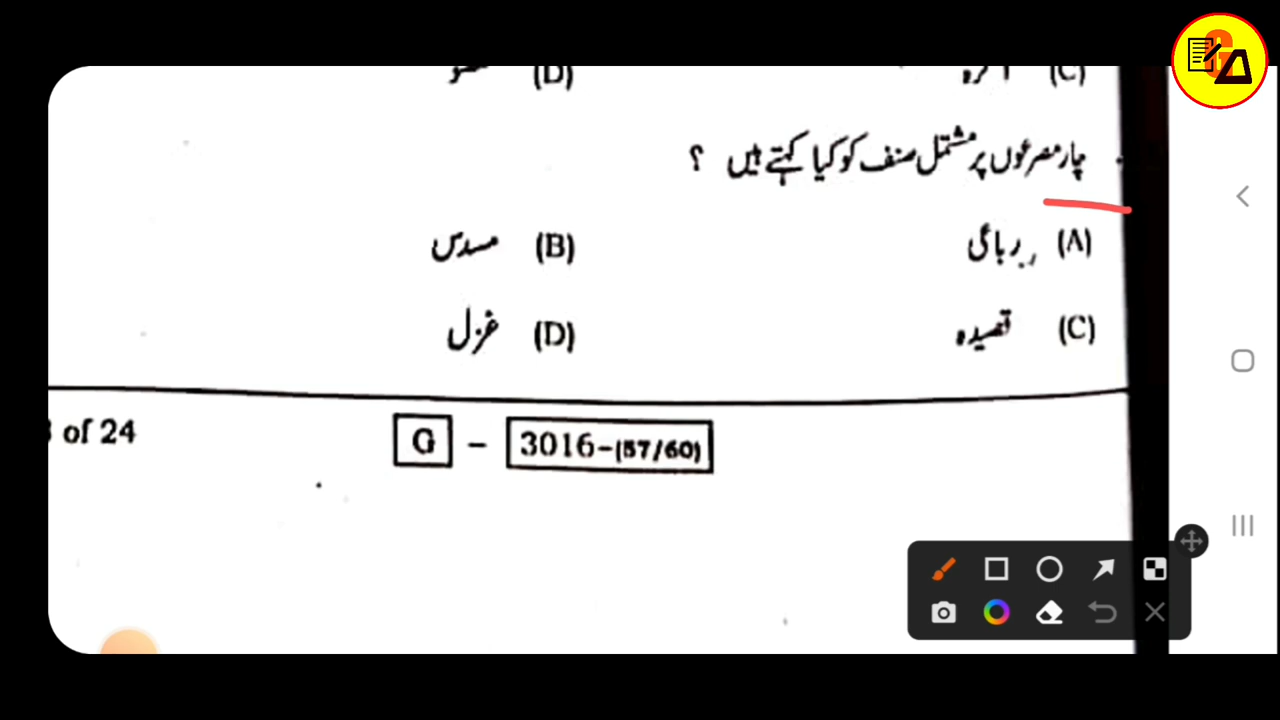 (C) (D)
چار مصرعوں پر مشتمل صنف کو کیا کہتے ہیں ؟
(A) رباعی (B) مسدس
(C) قصیدہ (D) غزل
of 24 G – 3016–(57/60)